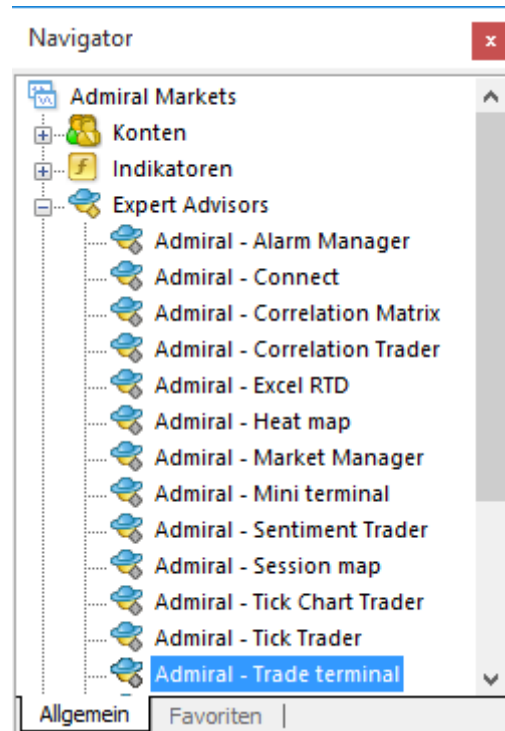 Navigator
x
Admiral Markets
Konten
f Indikatoren
Expert Advisors
Admiral - Alarm Manager
Admiral - Connect
Admiral - Correlation Matrix
Admiral - Correlation Trader
Admiral - Excel RTD
Admiral - Heat map
Admiral - Market Manager
Admiral - Mini terminal
Admiral - Sentiment Trader
Admiral - Session map
Admiral - Tick Chart Trader
Admiral - Tick Trader
Admiral - Trade terminal
Allgemein Favoriten |